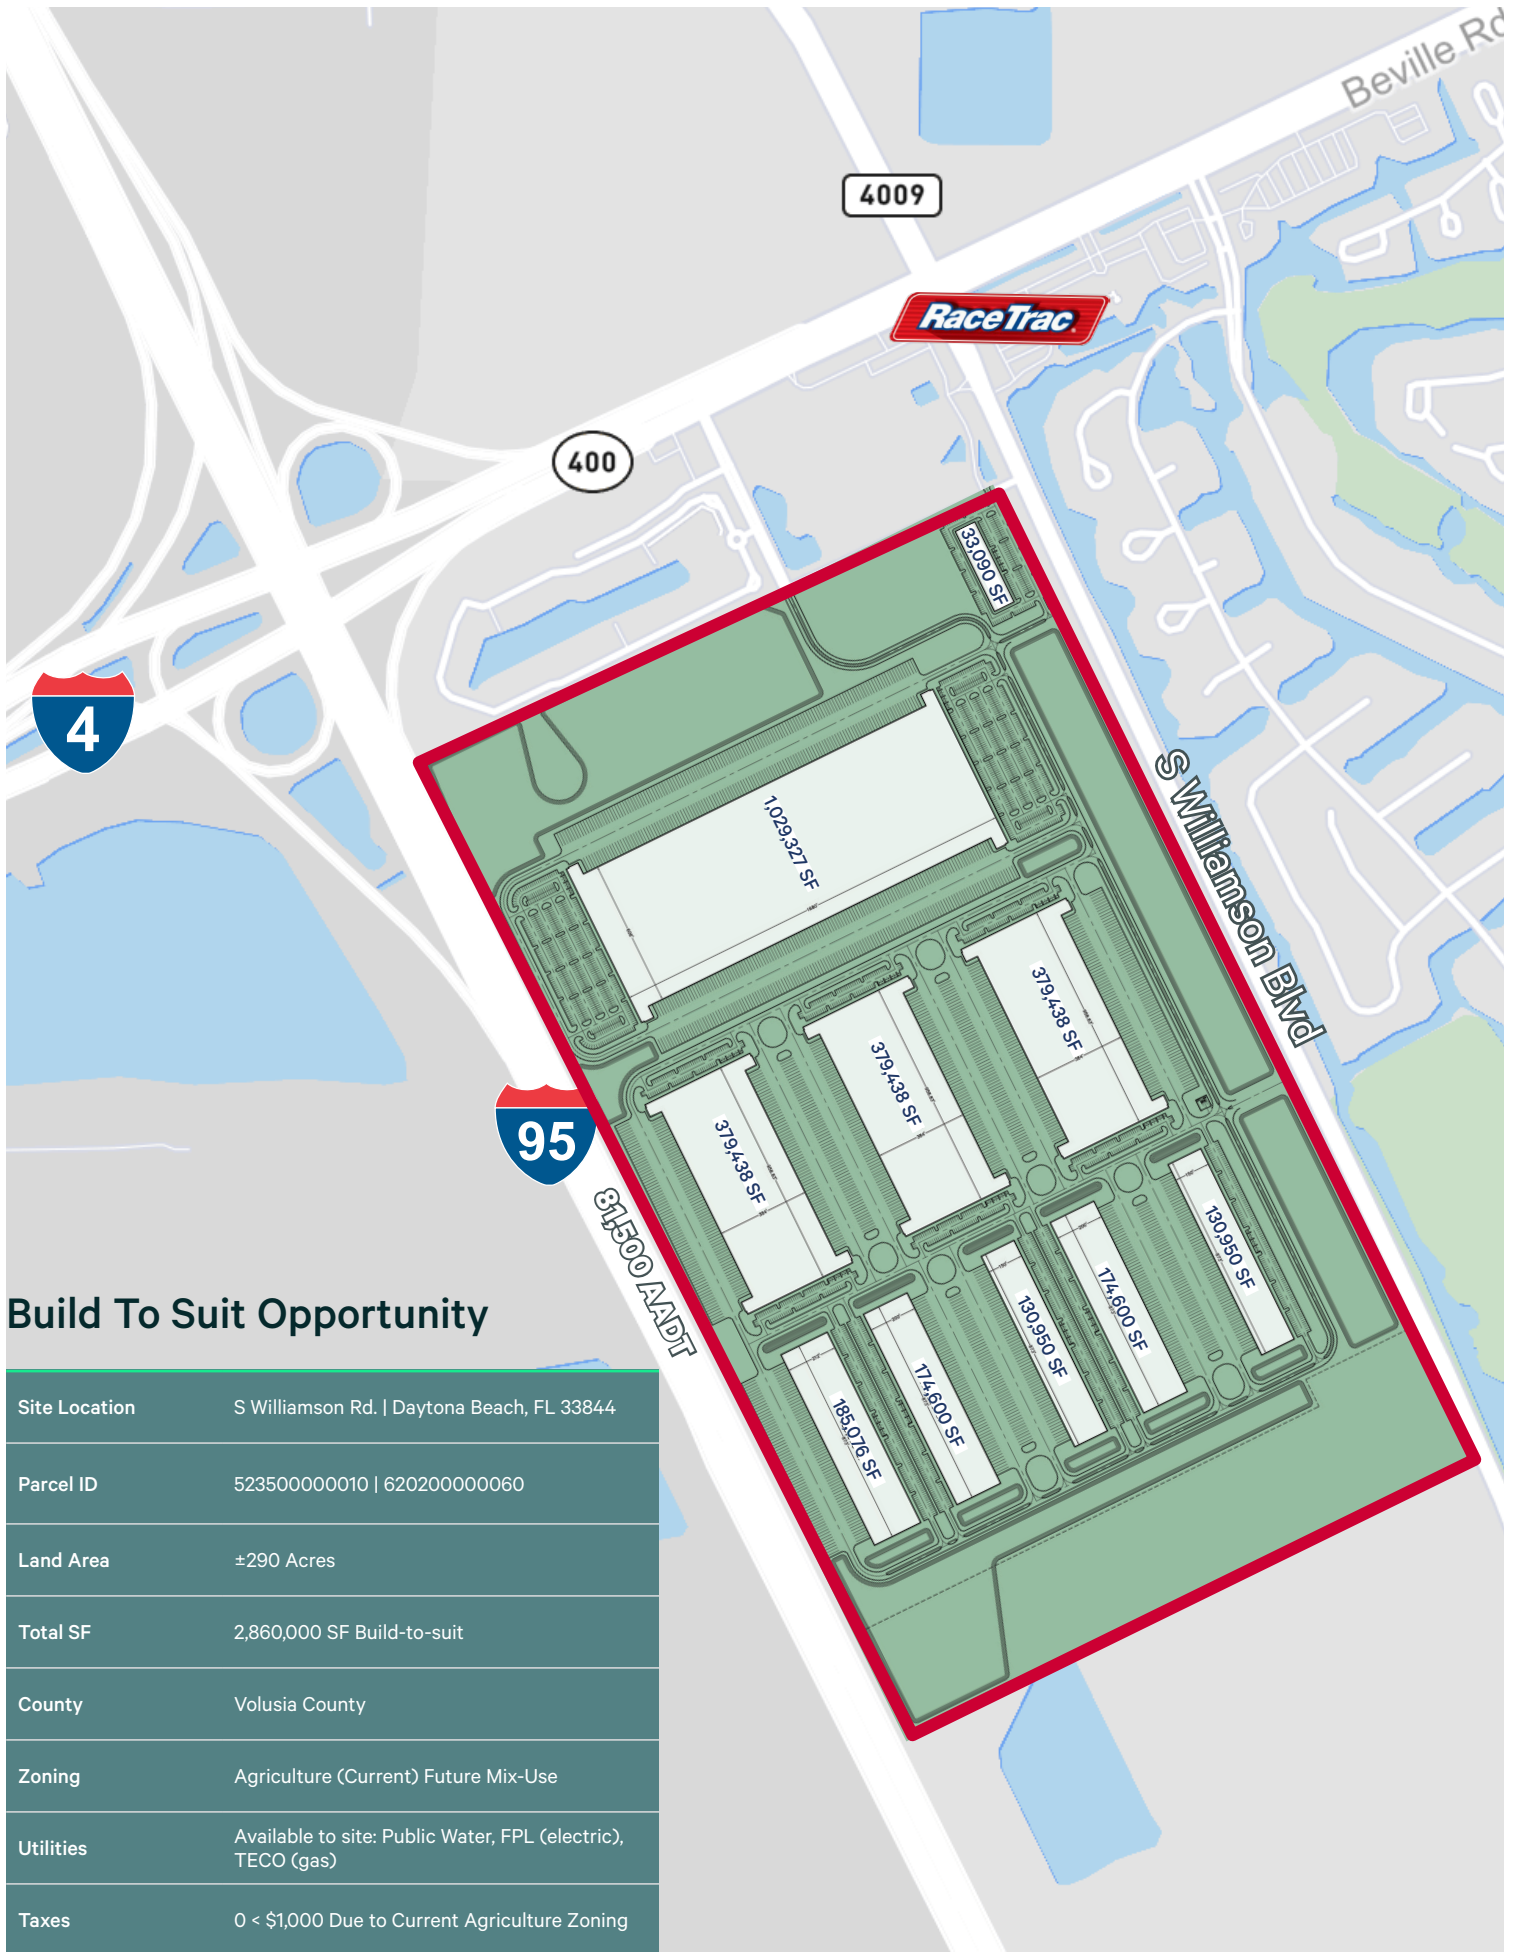 Beville Rd
4009
RaceTrac
400
33,090 SF
4
1,029,327 SF
S Williamson Blvd
379,438 SF
379,438 SF
379,438 SF
95
81,500 AADT
130,950 SF
174,600 SF
130,950 SF
174,600 SF
185,076 SF
Build To Suit Opportunity
Site Location S Williamson Rd. | Daytona Beach, FL 33844
Parcel ID 523500000010 | 620200000060
Land Area ±290 Acres
Total SF 2,860,000 SF Build-to-suit
County Volusia County
Zoning Agriculture (Current) Future Mix-Use
Utilities Available to site: Public Water, FPL (electric),
TECO (gas)
Taxes 0 < $1,000 Due to Current Agriculture Zoning